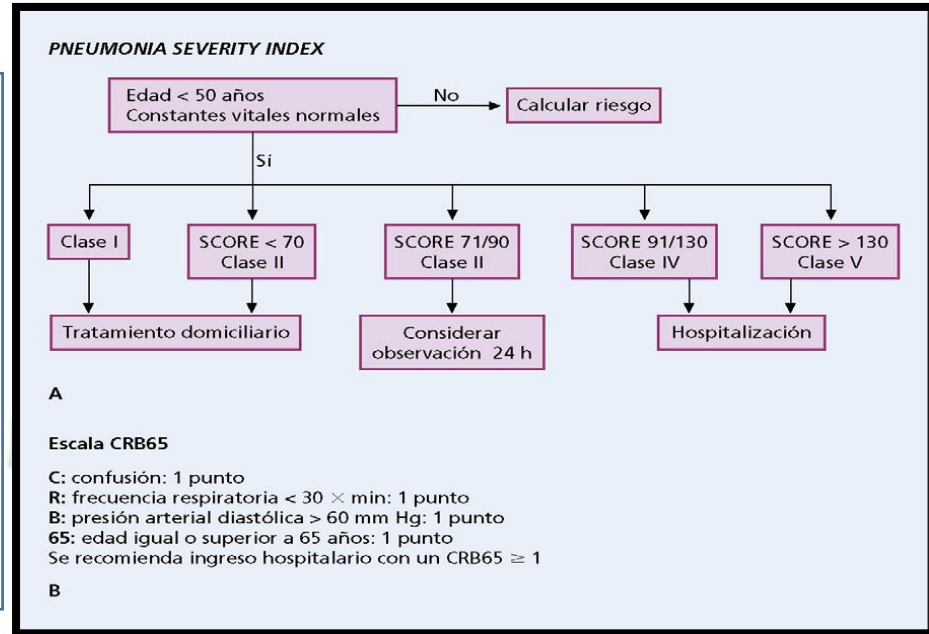 PNEUMONIA SEVERITY INDEX
Edad < 50 años
Constantes vitales normales
No
Calcular riesgo
Sí
Clase I
SCORE < 70
Clase II
SCORE 71/90
Clase II
SCORE 91/130
Clase IV
SCORE > 130
Clase V
Tratamiento domiciliario
Considerar
observación 24 h
Hospitalización
A
Escala CRB65
C: confusión: 1 punto
R: frecuencia respiratoria < 30 × min: 1 punto
B: presión arterial diastólica > 60 mm Hg: 1 punto
65: edad igual o superior a 65 años: 1 punto
Se recomienda ingreso hospitalario con un CRB65 ≥ 1
B